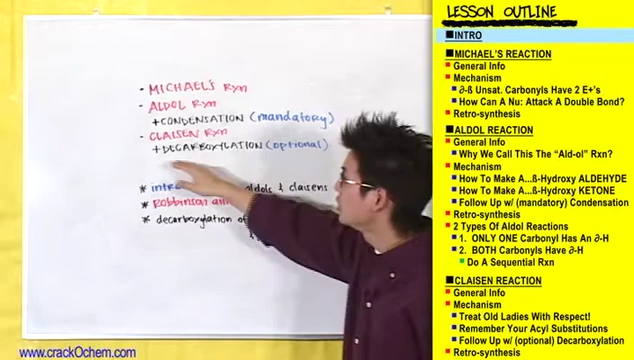 - MICHAEL'S Rxn
- ALDOL Rxn
+CONDENSATION (mandatory)
- CLAISEN Rxn
+DECARBOXYLATION (optional)
* aldols & claisens
* Robbinson
* decarboxylation of
&
www.crackOchem.com
LESSON OUTLINE
INTRO
MICHAEL'S REACTION
General Info
Mechanism
∂-ß Unsat. Carbonyls Have 2 E+'s
How Can A Nu: Attack A Double Bond?
Retro-synthesis
ALDOL REACTION
General Info
Why We Call This The “Ald-ol” Rxn?
Mechanism
How To Make A...ß-Hydroxy ALDEHYDE
How To Make A...ß-Hydroxy KETONE
Follow Up w/ (mandatory) Condensation
Retro-synthesis
2 Types Of Aldol Reactions
1. ONLY ONE Carbonyl Has An ∂-H
2. BOTH Carbonyls Have ∂-H
Do A Sequential Rxn
CLAISEN REACTION
General Info
Mechanism
Treat Old Ladies With Respect!
Remember Your Acyl Substitutions
Follow Up w/ (optional) Decarboxylation
Retro-synthesis